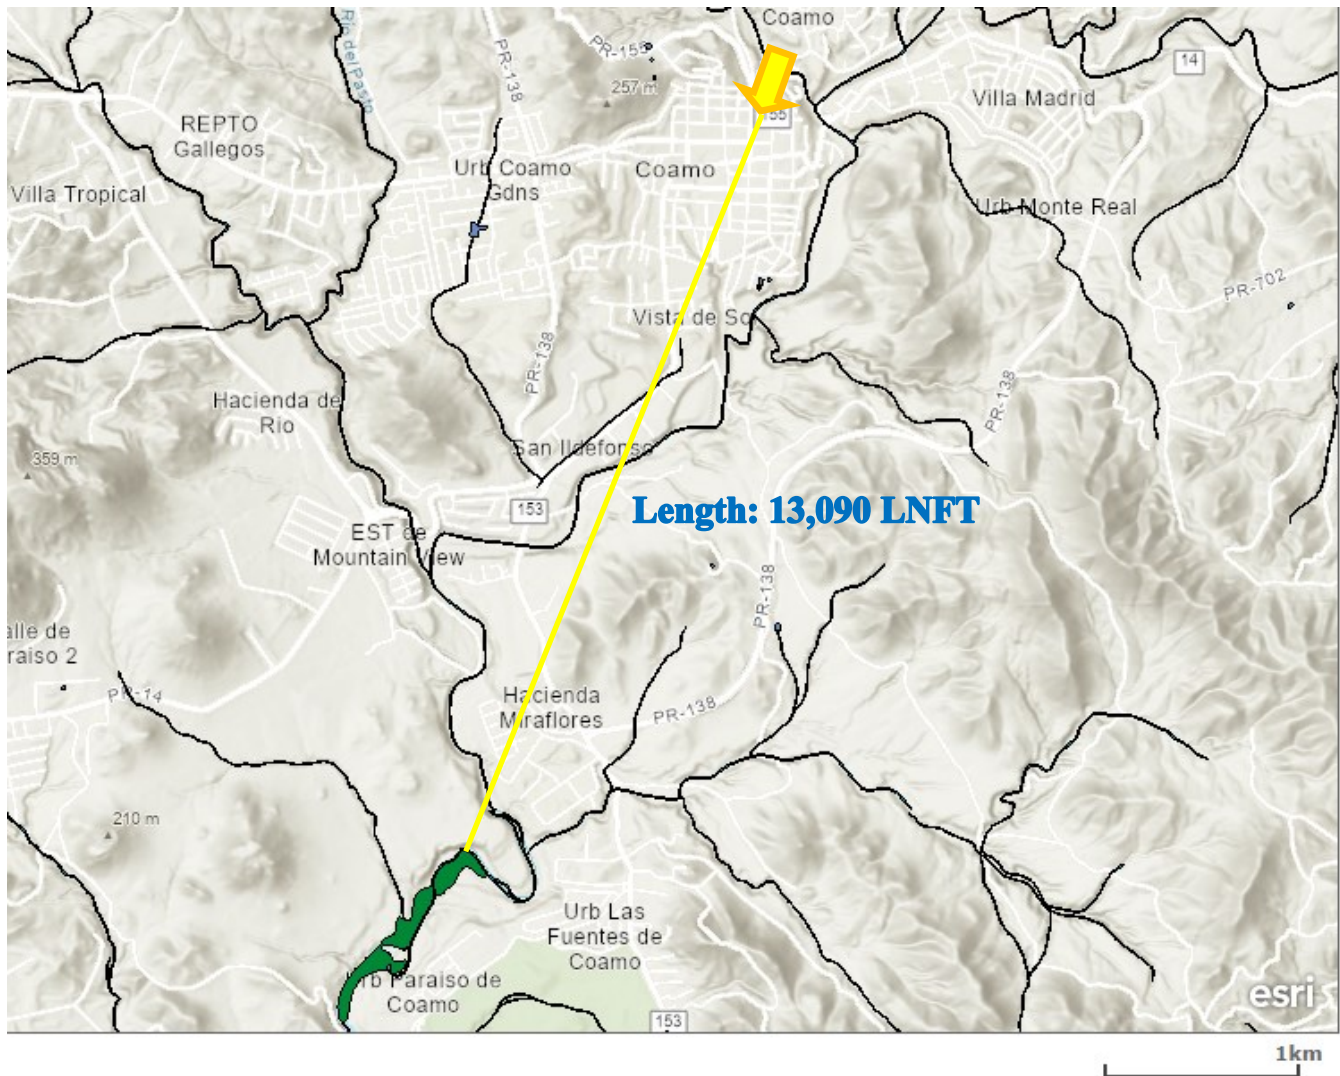 Coamo
Rio del Pasto
PR-138
PR-155
257 m
14
155
Villa Madrid
REPTO
Gallegos
Urb Coamo
Gdns
Coamo
Villa Tropical
Urb Monte Real
PR-702
Vista de So
PR-138
PR-138
Hacienda de
Rio
San Ildefonso
359 m
153
Length: 13,090 LNFT
EST de
Mountain View
PR-138
alle de
raiso 2
PR-14
Hacienda
Miraflores
PR-138
210 m
Urb Las
Fuentes de
Coamo
Urb Paraiso de
Coamo
esri
153
1km